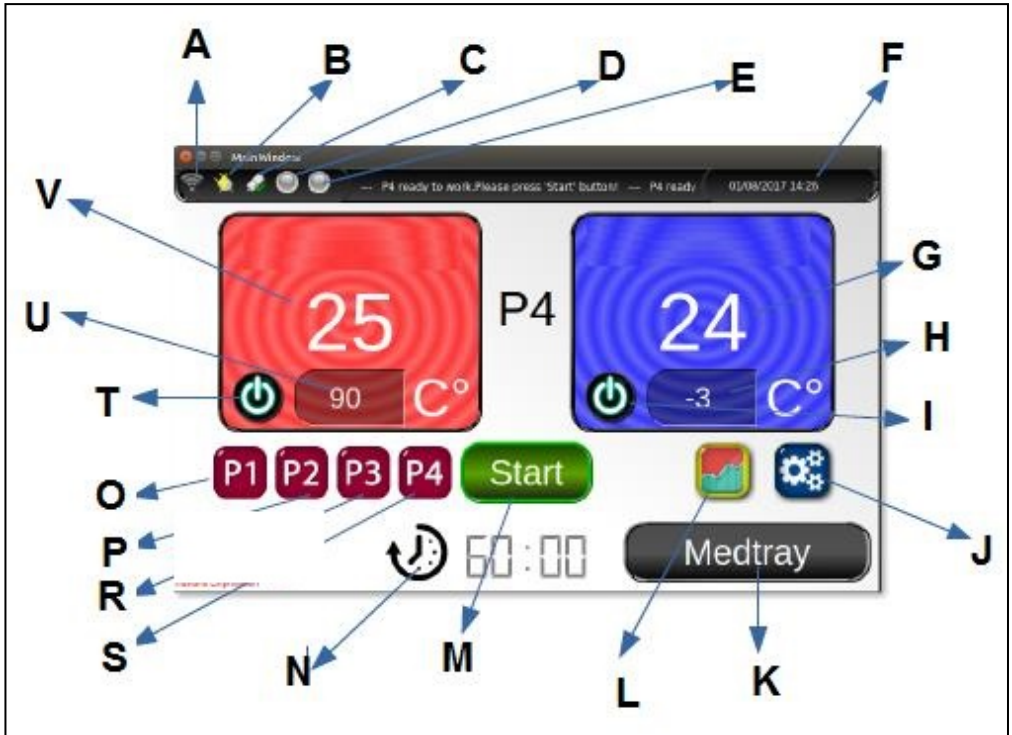 A B C D E F
MainWindow
--- P4 ready to work.Please press 'Start' button! --- P4 ready
01/08/2017 14:26
V
25
P4
24
G
U
H
T
90
C°
-3
C°
I
O
P1 P2 P3 P4
Start
P
60:00
Medtray
J
R
Corporation
S
N
M
L
K